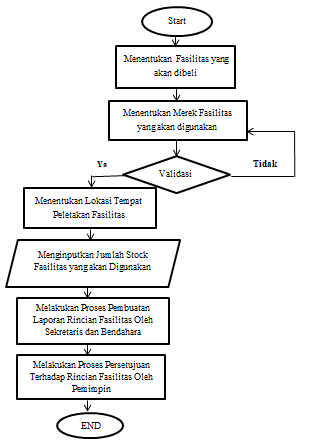 Start
Menentukan Fasilitas yang
akan dibeli
Menentukan Merek Fasilitas
yang akan digunakan
Ya
Validasi
Tidak
Menentukan Lokasi Tempat
Peletakan Fasilitas
Menginputkan Jumlah Stock
Fasilitas yang akan Digunakan
Melakukan Proses Pembuatan
Laporan Rincian Fasilitas Oleh
Sekretaris dan Bendahara
Melakukan Proses Persetujuan
Terhadap Rincian Fasilitas Oleh
Pemimpin
END